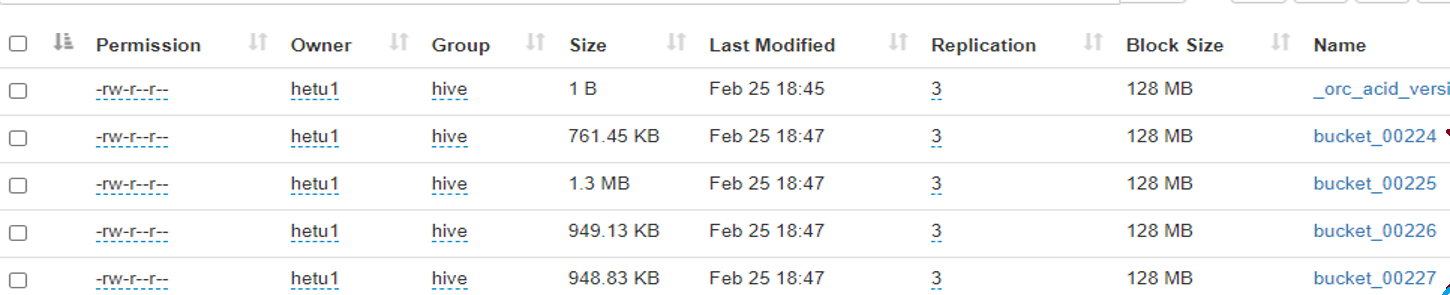 Permission Owner Group Size Last Modified Replication Block Size Name
-rw-r--r-- hetu1 hive 1 B Feb 25 18:45 3 128 MB _orc_acid_versi
-rw-r--r-- hetu1 hive 761.45 KB Feb 25 18:47 3 128 MB bucket_00224
-rw-r--r-- hetu1 hive 1.3 MB Feb 25 18:47 3 128 MB bucket_00225
-rw-r--r-- hetu1 hive 949.13 KB Feb 25 18:47 3 128 MB bucket_00226
-rw-r--r-- hetu1 hive 948.83 KB Feb 25 18:47 3 128 MB bucket_00227